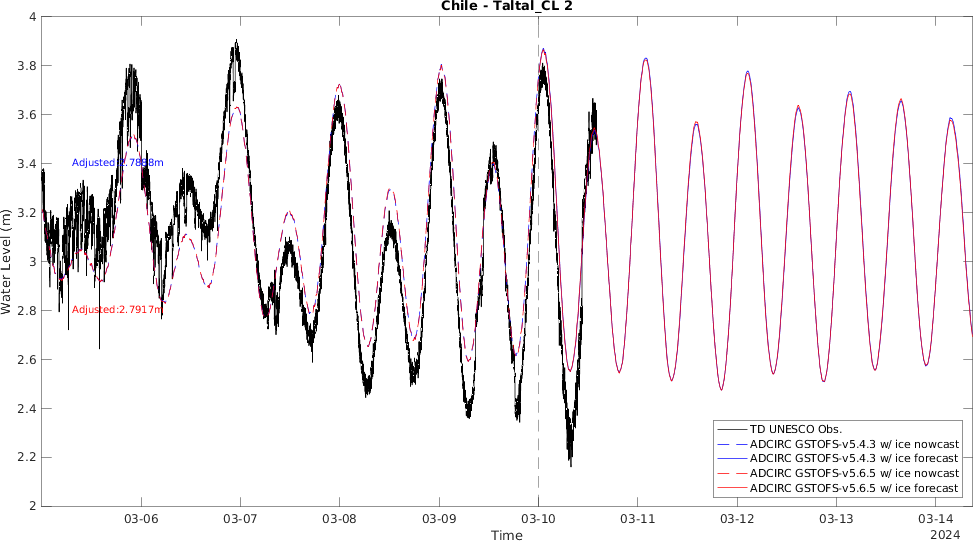 Chile - Taltal_CL 2
Water Level (m)
4
3.8
3.6
3.4
3.2
3
2.8
2.6
2.4
2.2
2
Adjusted:2.7888m
Adjusted:2.7917m
TD UNESCO Obs.
ADCIRC GSTOFS-v5.4.3 w/ ice nowcast
ADCIRC GSTOFS-v5.4.3 w/ ice forecast
ADCIRC GSTOFS-v5.6.5 w/ ice nowcast
ADCIRC GSTOFS-v5.6.5 w/ ice forecast
03-06 03-07 03-08 03-09 03-10 03-11 03-12 03-13 03-14
Time
2024